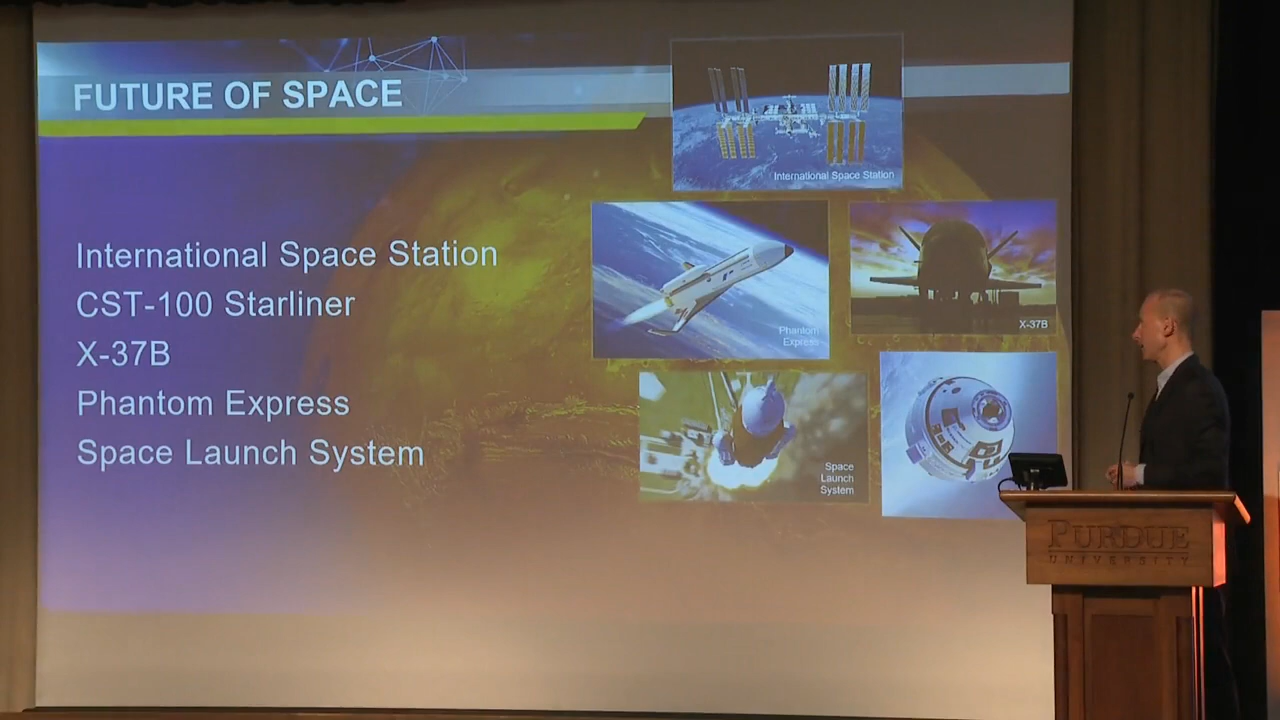 FUTURE OF SPACE
International Space Station
International Space Station
CST-100 Starliner
X-37B
Phantom Express
Space Launch System
Phantom
Express
X-37B
Space
Launch
System
PURDUE
UNIVERSITY